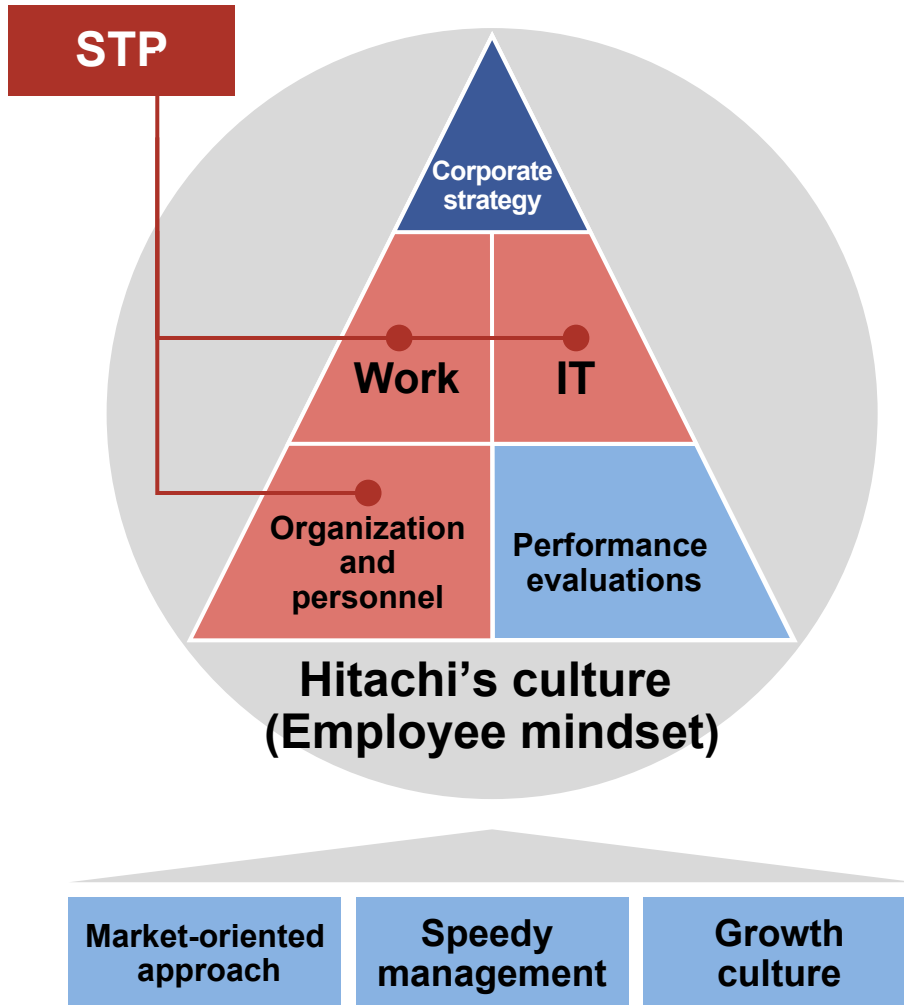 STP
Corporate
strategy
Work
IT
Organization
and
personnel
Performance
evaluations
Hitachi’s culture
(Employee mindset)
Market-oriented
approach
Speedy
management
Growth
culture